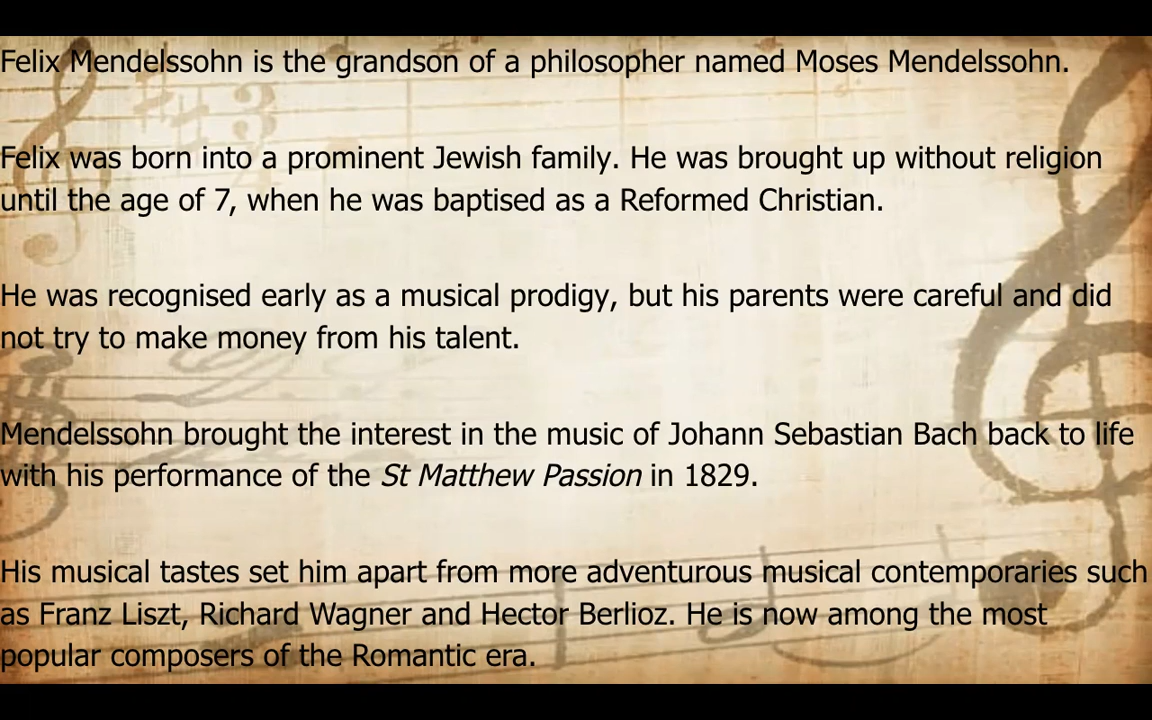 Felix Mendelssohn is the grandson of a philosopher named Moses Mendelssohn.
Felix was born into a prominent Jewish family. He was brought up without religion
until the age of 7, when he was baptised as a Reformed Christian.
He was recognised early as a musical prodigy, but his parents were careful and did
not try to make money from his talent.
Mendelssohn brought the interest in the music of Johann Sebastian Bach back to life
with his performance of the St Matthew Passion in 1829.
His musical tastes set him apart from more adventurous musical contemporaries such
as Franz Liszt, Richard Wagner and Hector Berlioz. He is now among the most
popular composers of the Romantic era.